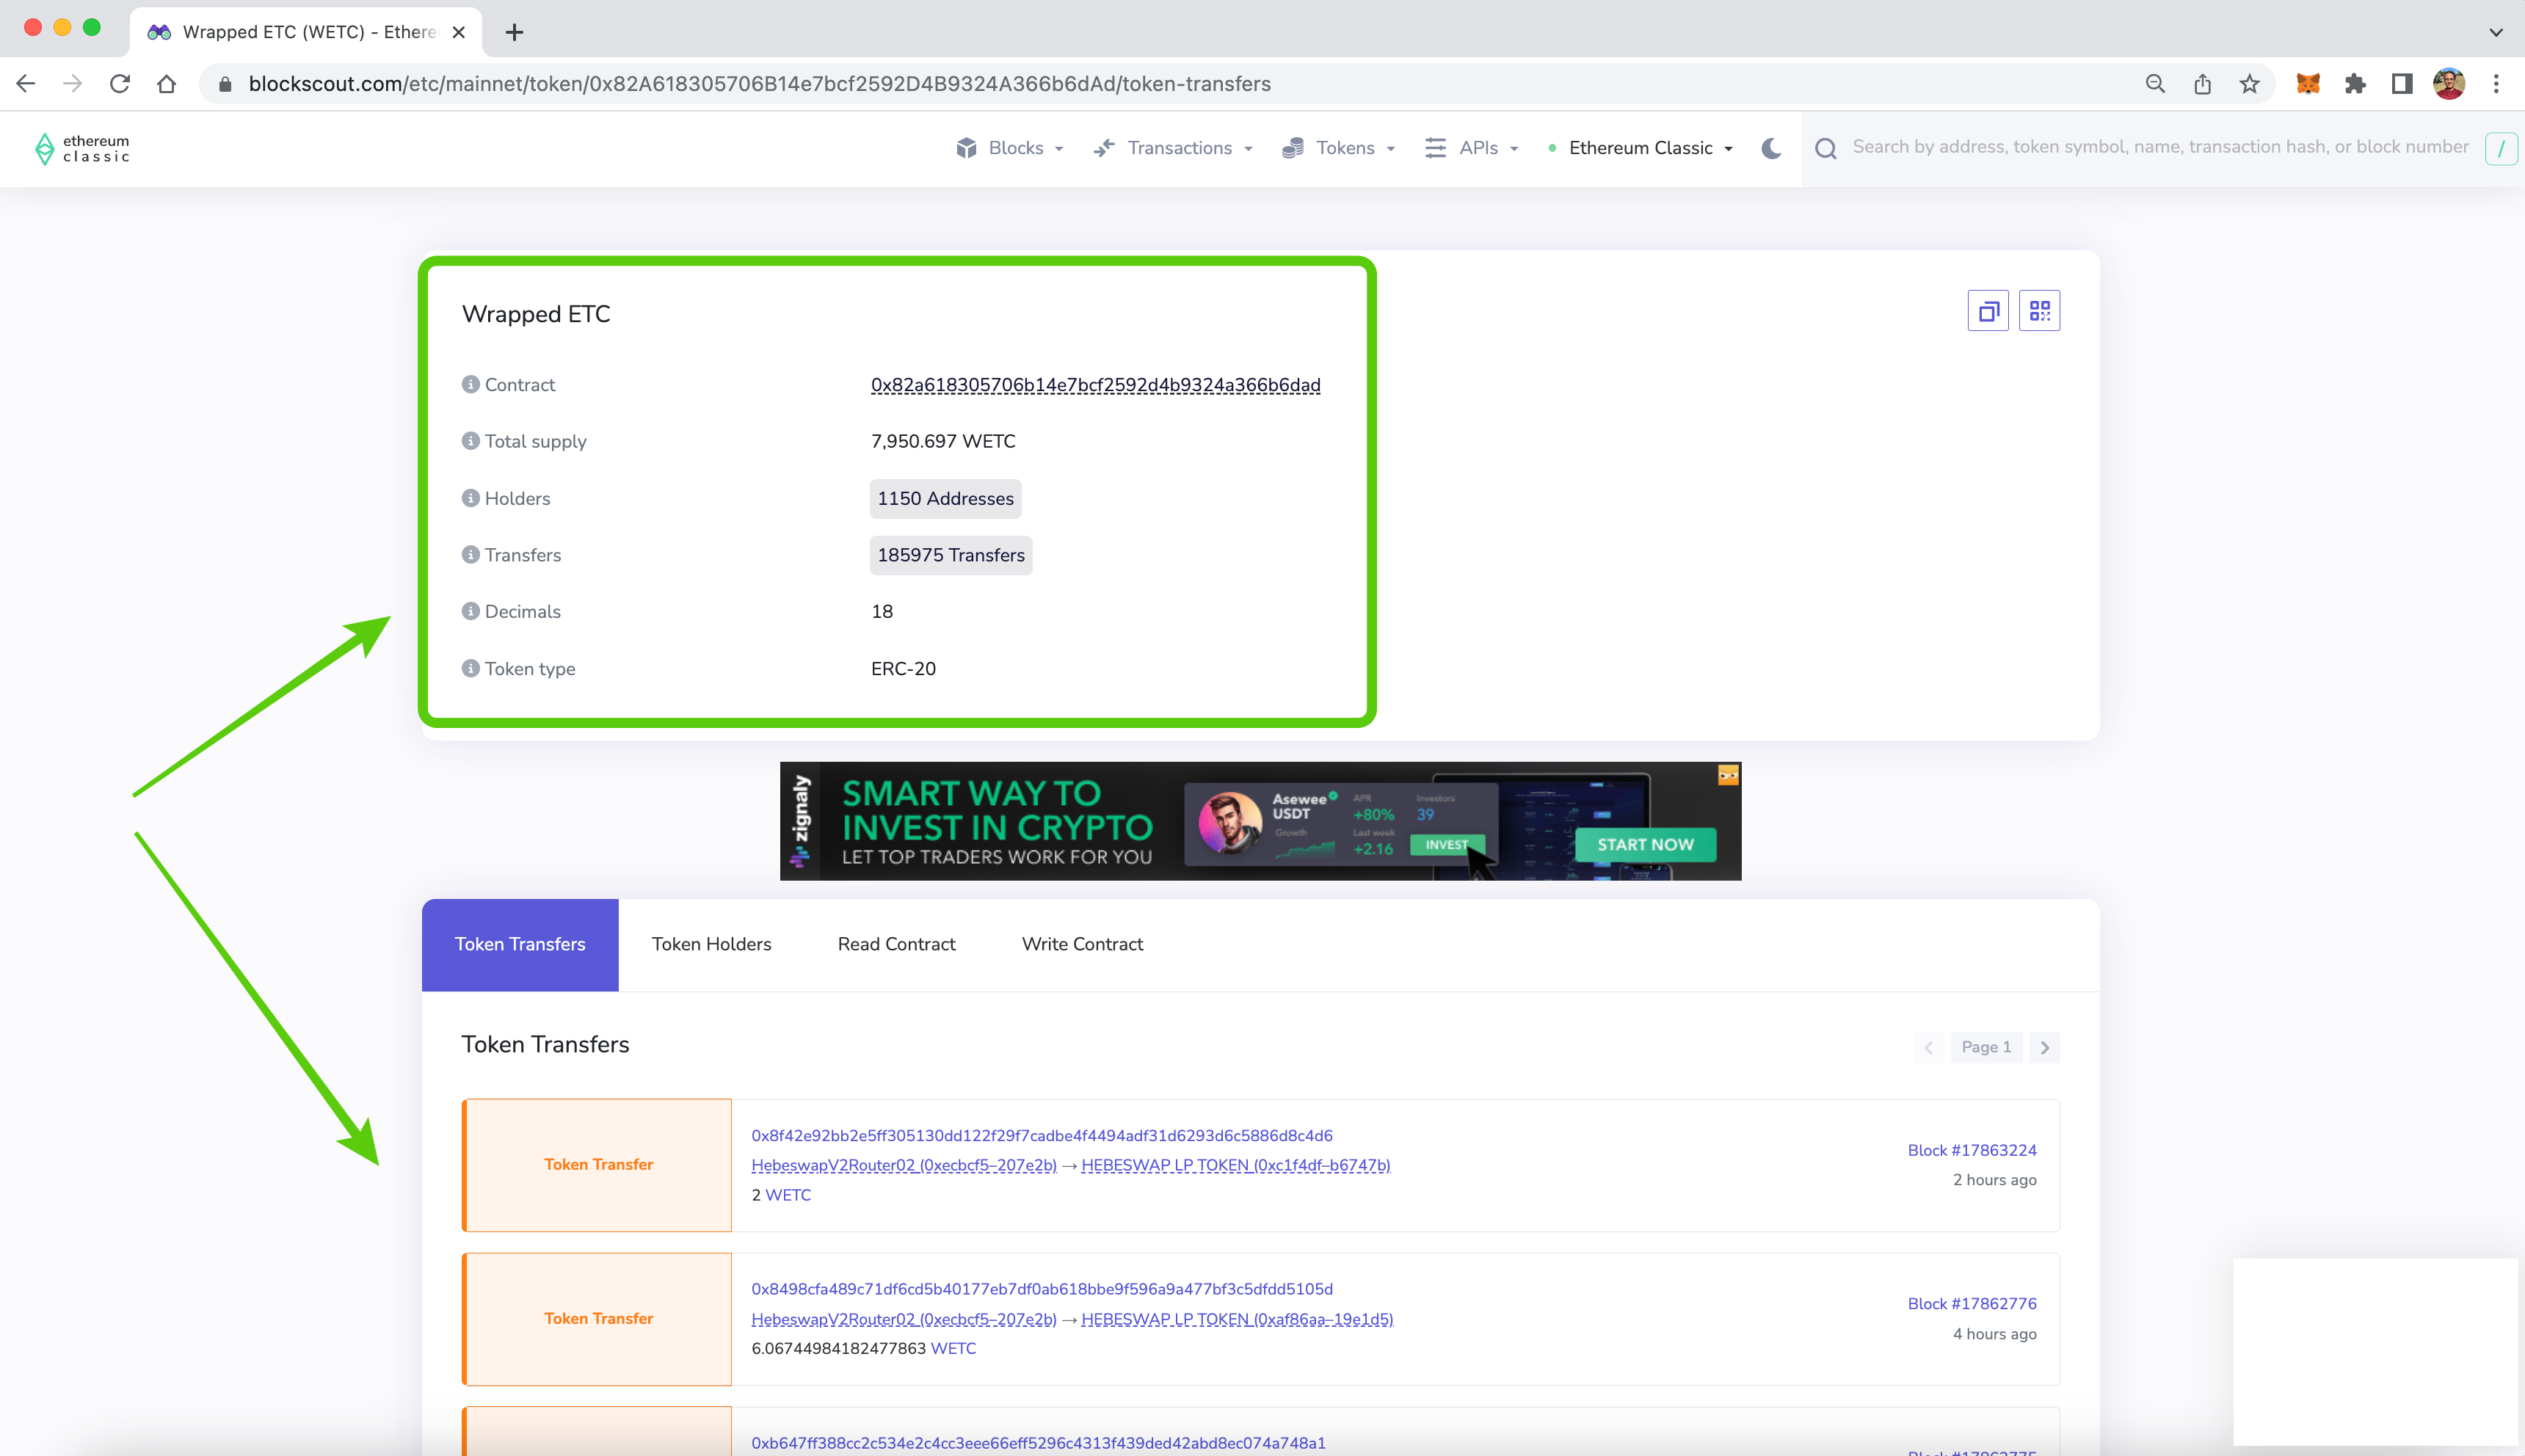 Wrapped ETC (WETC) - Ethere
blockscout.com/etc/mainnet/token/0x82A618305706B14e7bcf2592D4B9324A366b6dAd/token-transfers
ethereum
classic
Blocks
Transactions
Tokens
APIs
Ethereum Classic
Search by address, token symbol, name, transaction hash, or block number
/
Wrapped ETC
Contract
0x82a618305706b14e7bcf2592d4b9324a366b6dad
Total supply
7,950.697 WETC
Holders
1150 Addresses
Transfers
185975 Transfers
Decimals
18
Token type
ERC-20
zignaly
SMART WAY TO
INVEST IN CRYPTO
LET TOP TRADERS WORK FOR YOU
Asewee
USDT
Growth
APR
+80%
Last week
+2.16
Investors
39
INVEST
START NOW
Token Transfers
Token Holders
Read Contract
Write Contract
Token Transfers
Page 1
Token Transfer
0x8f42e92bb2e5ff305130dd122f29f7cadbe4f4494adf31d6293d6c5886d8c4d6
HebeswapV2Router02 (0xecbcf5–207e2b) → HEBESWAP LP TOKEN (0xc1f4df–b6747b)
2 WETC
Block #17863224
2 hours ago
Token Transfer
0x8498cfa489c71df6cd5b40177eb7df0ab618bbe9f596a9a477bf3c5dfdd5105d
HebeswapV2Router02 (0xecbcf5–207e2b) → HEBESWAP LP TOKEN (0xaf86aa–19e1d5)
6.06744984182477863 WETC
Block #17862776
4 hours ago
0xb647ff388cc2c534e2c4cc3eee66eff5296c4313f439ded42abd8ec074a748a1